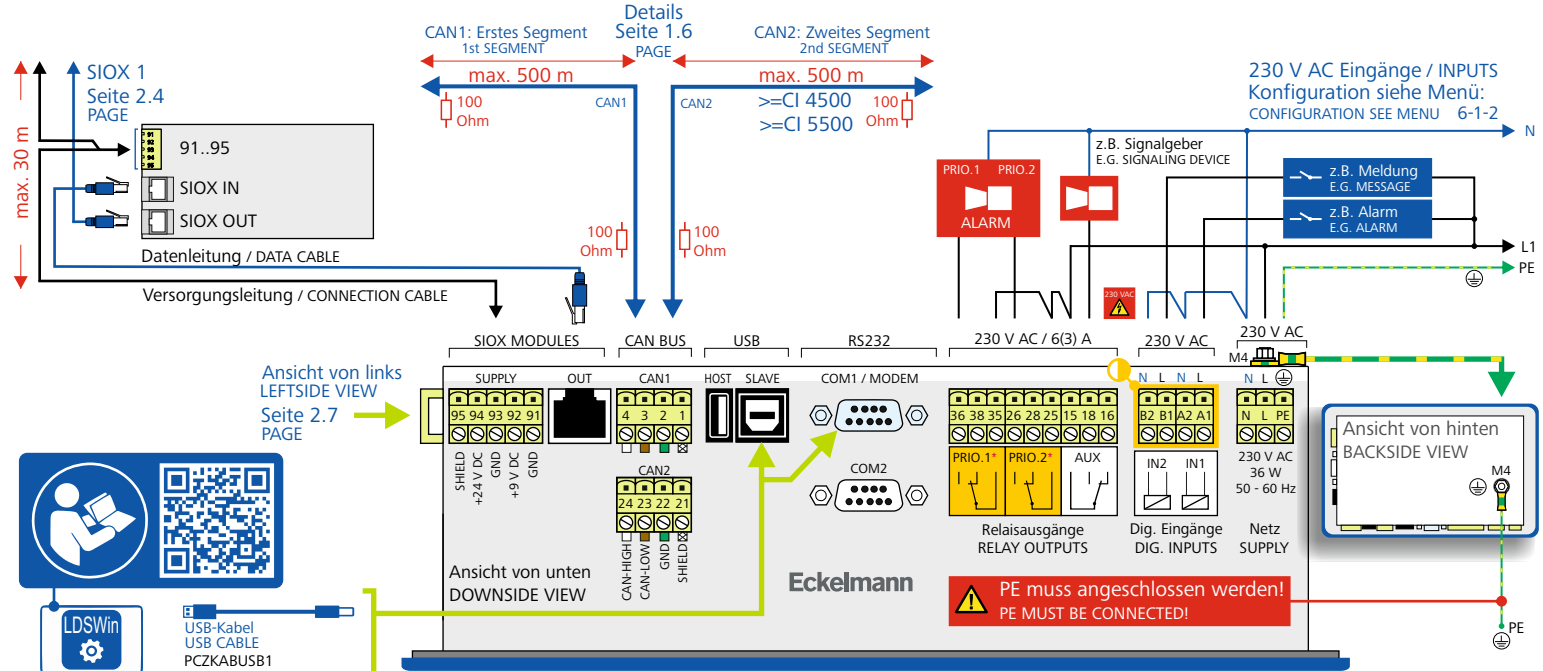 Details
Seite 1.6
PAGE
CAN1: Erstes Segment
1st SEGMENT
CAN2: Zweites Segment
2nd SEGMENT
max. 500 m
max. 500 m
100
Ohm
CAN1
CAN2
>=CI 4500
>=CI 5500
100
Ohm
100
Ohm
100
Ohm
SIOX 1
Seite 2.4
PAGE
max. 30 m
91
92
93
94
95
91..95
SIOX IN
SIOX OUT
Datenleitung / DATA CABLE
Versorgungsleitung / CONNECTION CABLE
230 V AC Eingänge / INPUTS
Konfiguration siehe Menü:
CONFIGURATION SEE MENU 6-1-2
N
z.B. Signalgeber
E.G. SIGNALING DEVICE
PRIO.1 PRIO.2
ALARM
z.B. Meldung
E.G. MESSAGE
z.B. Alarm
E.G. ALARM
L1
PE
230 VAC
SIOX MODULES
CAN BUS
USB
RS232
230 V AC / 6(3) A
230 V AC
230 V AC
M4
Ansicht von links
LEFTSIDE VIEW
Seite 2.7
PAGE
SUPPLY
OUT
CAN1
HOST SLAVE
COM1 / MODEM
N L N L
N L
95 94 93 92 91
4 3 2 1
36 38 35 26 28 25 15 18 16
B2 B1 A2 A1
N L PE
SHIELD
+24 V DC
GND
+9 V DC
GND
CAN2
24 23 22 21
CAN-HIGH
CAN-LOW
GND
SHIELD
COM2
PRIO.1*
PRIO.2*
AUX
IN2
IN1
230 V AC
36 W
50 - 60 Hz
Relaisausgänge
RELAY OUTPUTS
Dig. Eingänge
DIG. INPUTS
Netz
SUPPLY
Ansicht von hinten
BACKSIDE VIEW
M4
Ansicht von unten
DOWNSIDE VIEW
Eckelmann
PE muss angeschlossen werden!
PE MUST BE CONNECTED!
PE
LDSWin
USB-Kabel
USB CABLE
PCZKABUSB1